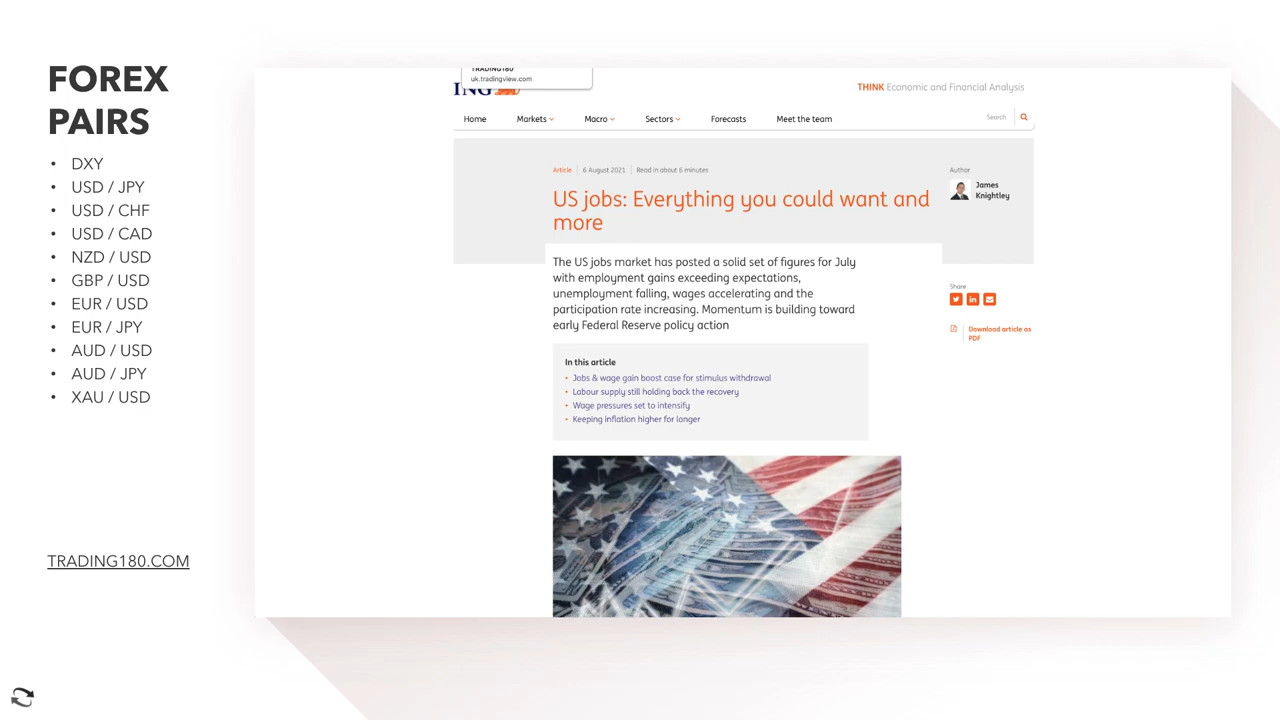 FOREX
PAIRS
• DXY
• USD / JPY
• USD / CHF
• USD / CAD
• NZD / USD
• GBP / USD
• EUR / USD
• EUR / JPY
• AUD / USD
• AUD / JPY
• XAU / USD
TRADING180.COM
TRADING180
uk.tradingview.com
ING
THINK Economic and Financial Analysis
Home Markets Macro Sectors Forecasts Meet the team Search
Article 6 August 2021 Read in about 6 minutes
US jobs: Everything you could want and
more
Author
James
Knightley
The US jobs market has posted a solid set of figures for July
with employment gains exceeding expectations,
unemployment falling, wages accelerating and the
participation rate increasing. Momentum is building toward
early Federal Reserve policy action
Share
Download article as
PDF
In this article
• Jobs & wage gain boost case for stimulus withdrawal
• Labour supply still holding back the recovery
• Wage pressures set to intensify
• Keeping inflation higher for longer